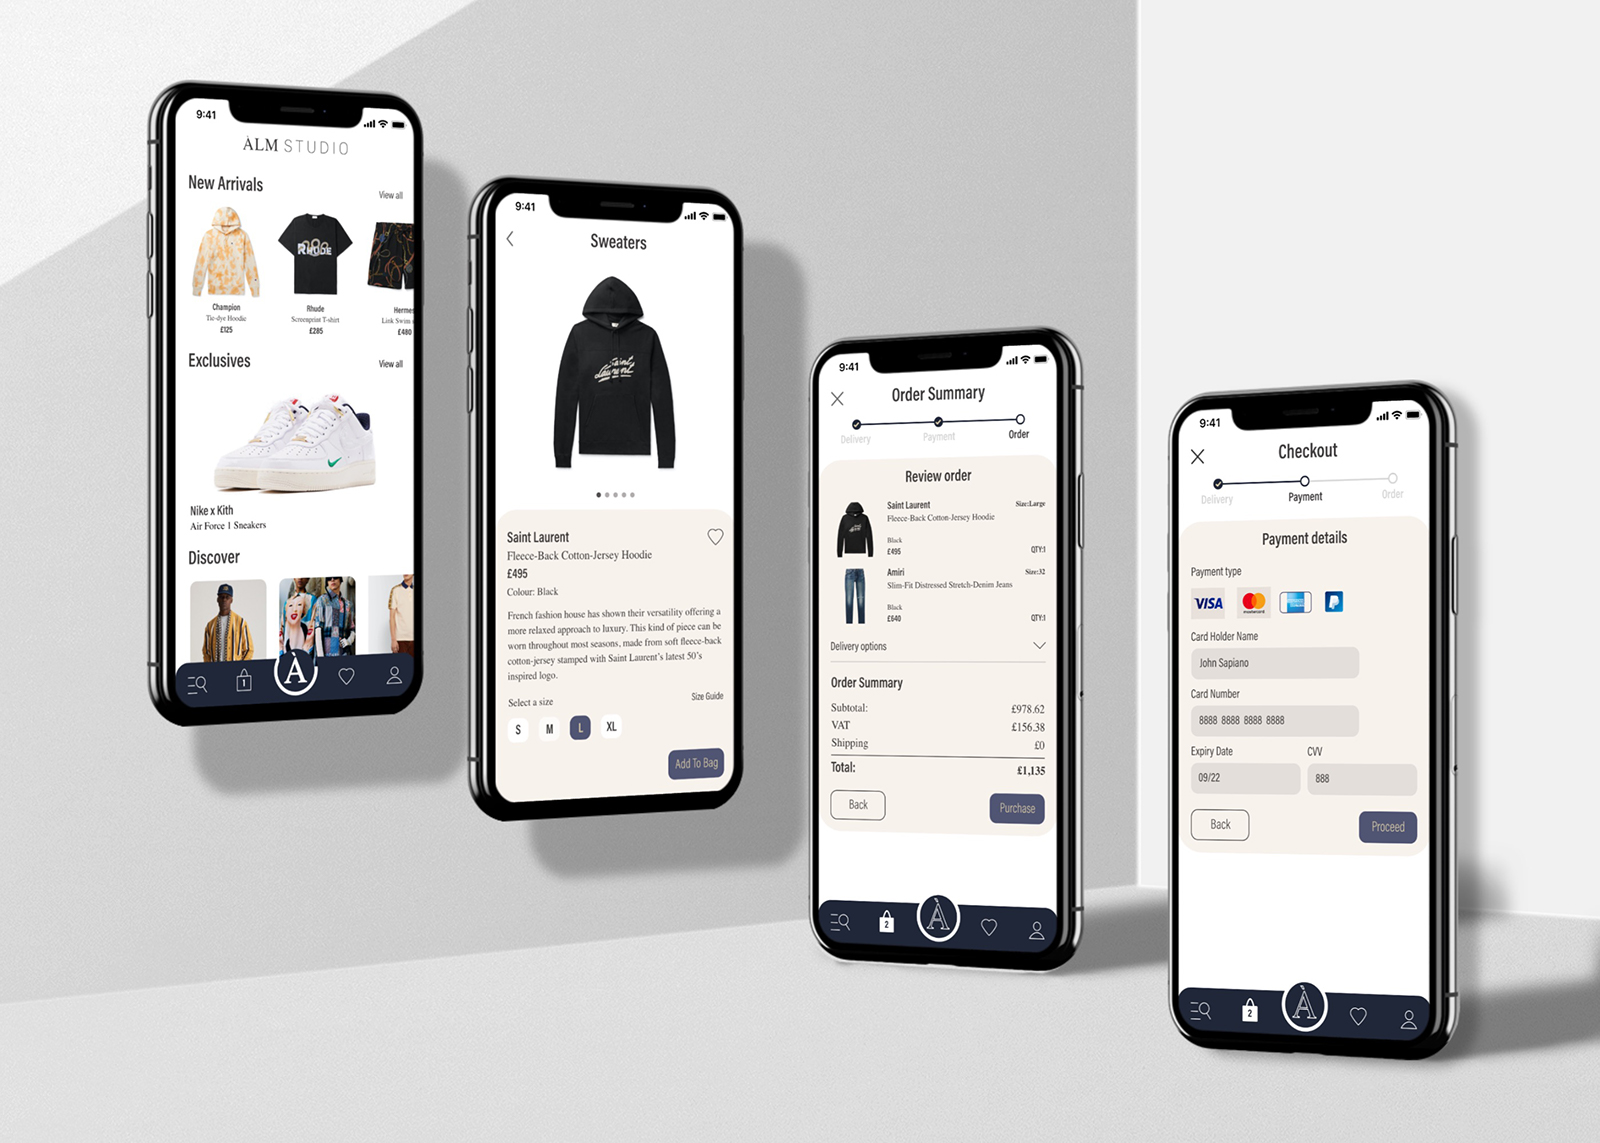 9:41
ÀLM STUDIO
New Arrivals
View all
RHUDE
Champion
Tie-dye Hoodie
£125
Rhude
Screenprint T-shirt
£285
Hermes
Link Swim
£480
Exclusives
View all
Nike x Kith
Air Force 1 Sneakers
Discover
1
À
9:41
Sweaters
Saint
Laurent
Saint Laurent
Fleece-Back Cotton-Jersey Hoodie
£495
Colour: Black
French fashion house has shown their versatility offering a
more relaxed approach to luxury. This kind of piece can be
worn throughout most seasons, made from soft fleece-back
cotton-jersey stamped with Saint Laurent's latest 50's
inspired logo.
Select a size
Size Guide
S M L XL
Add To Bag
9:41
Order Summary
Delivery Payment Order
Review order
Saint Laurent Size:Large
Fleece-Back Cotton-Jersey Hoodie
Black
£495 QTY:1
Amiri Size:32
Slim-Fit Distressed Stretch-Denim Jeans
Black
£640 QTY:1
Delivery options
Order Summary
Subtotal: £978.62
VAT £156.38
Shipping £0
Total: £1,135
Back Purchase
2
À
9:41
Checkout
Delivery Payment Order
Payment details
Payment type
VISA mastercard
Card Holder Name
John Sapiano
Card Number
8888 8888 8888 8888
Expiry Date CVV
09/22 888
Back Proceed
2
À